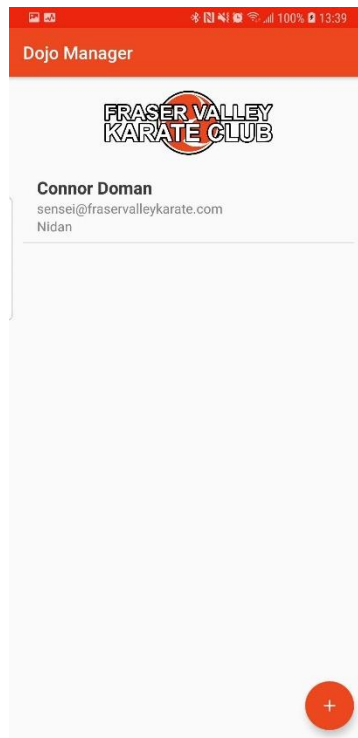 100% 13:39
Dojo Manager
FRASER VALLEY
KARATE CLUB
Connor Doman
sensei@fraservalleykarate.com
Nidan
+